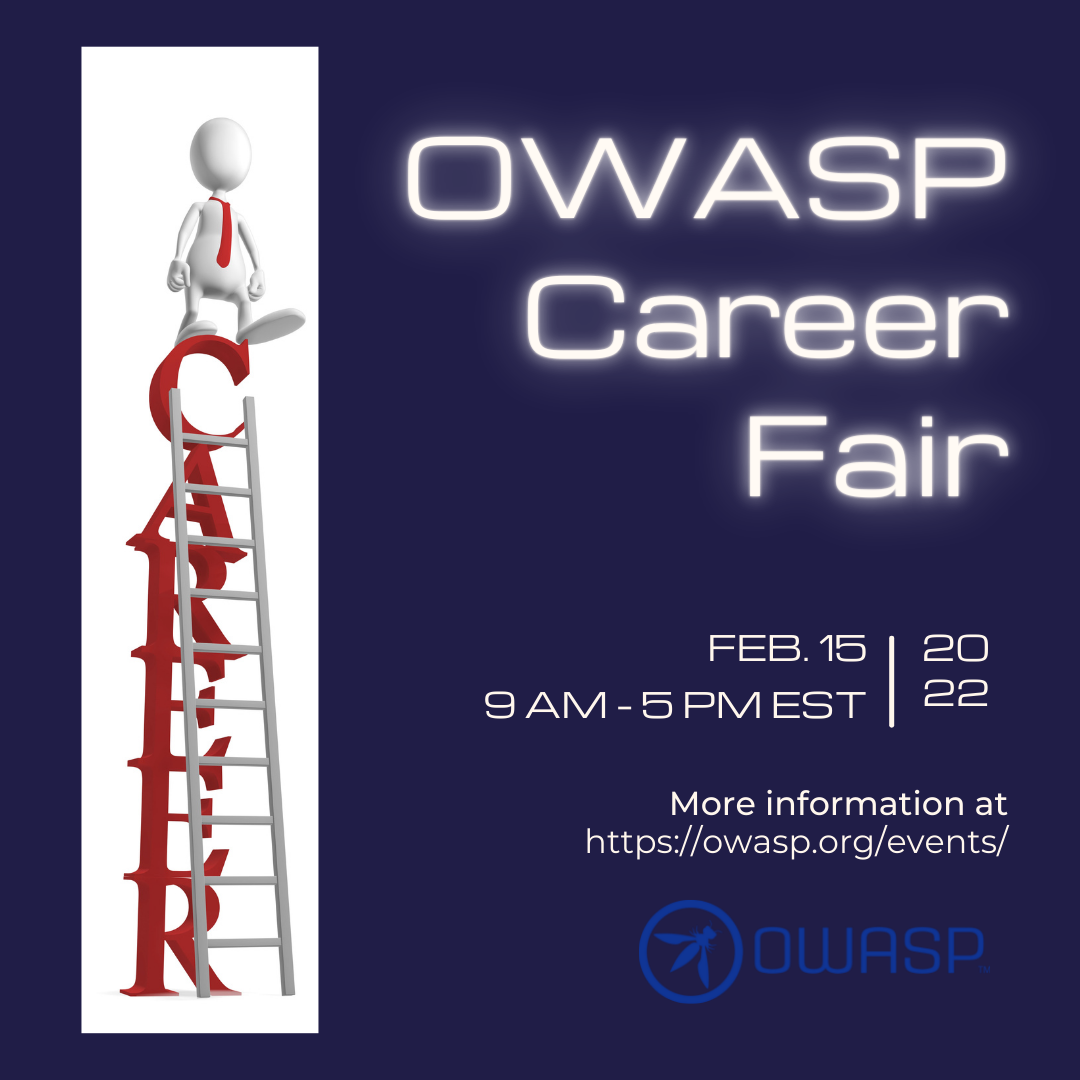 CAREER
OWASP
Career
Fair
FEB. 15
9 AM - 5 PM EST
20
22
More information at
https://owasp.org/events/
OWASP
TM